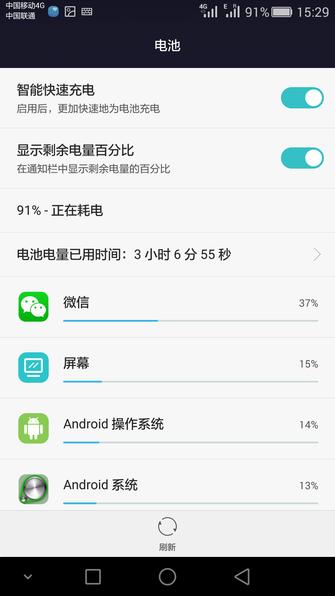 中国移动4G
中国联通
4G
E
H
91%
15:29
电池
智能快速充电
启用后，更加快速地为电池充电
显示剩余电量百分比
在通知栏中显示剩余电量的百分比
91% - 正在耗电
电池电量已用时间：3 小时 6 分 55 秒
微信
37%
屏幕
15%
Android 操作系统
14%
Android 系统
13%
刷新